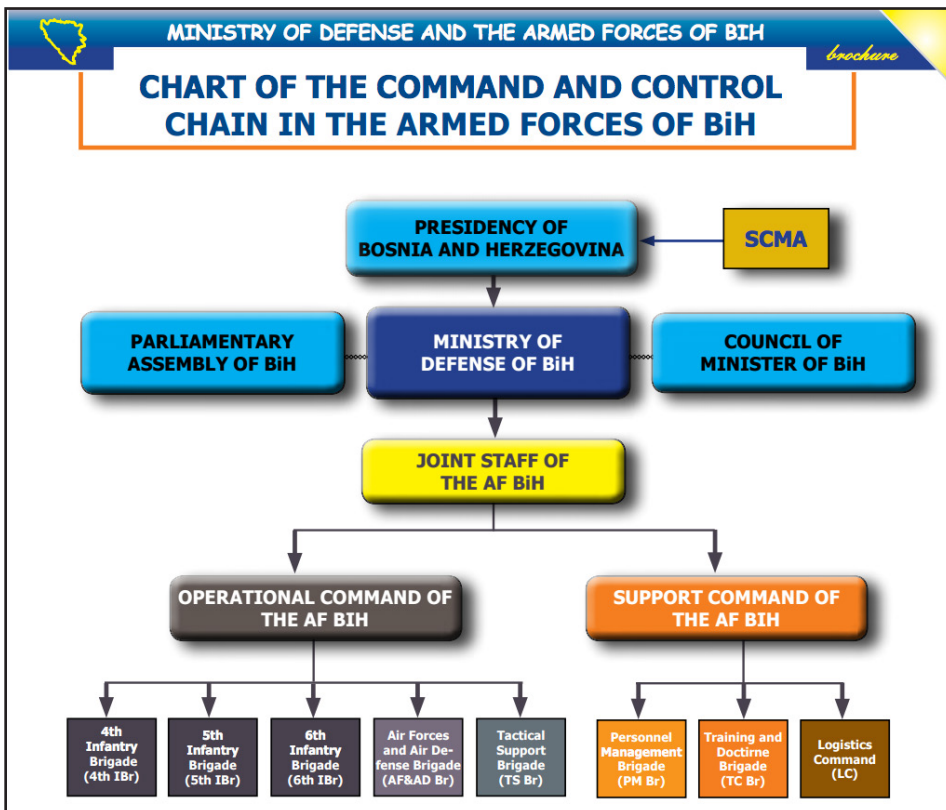 MINISTRY OF DEFENSE AND THE ARMED FORCES OF BIH
brochure
CHART OF THE COMMAND AND CONTROL
CHAIN IN THE ARMED FORCES OF BiH
PRESIDENCY OF
BOSNIA AND HERZEGOVINA
SCMA
PARLIAMENTARY
ASSEMBLY OF BiH
MINISTRY OF
DEFENSE OF BiH
COUNCIL OF
MINISTER OF BiH
JOINT STAFF OF
THE AF BiH
OPERATIONAL COMMAND OF
THE AF BIH
SUPPORT COMMAND OF
THE AF BIH
4th
Infantry
Brigade
(4th IBr)
5th
Infantry
Brigade
(5th IBr)
6th
Infantry
Brigade
(6th IBr)
Air Forces
and Air De-
fense Brigade
(AF&AD Br)
Tactical
Support
Brigade
(TS Br)
Personnel
Management
Brigade
(PM Br)
Training and
Doctirne
Brigade
(TC Br)
Logistics
Command
(LC)